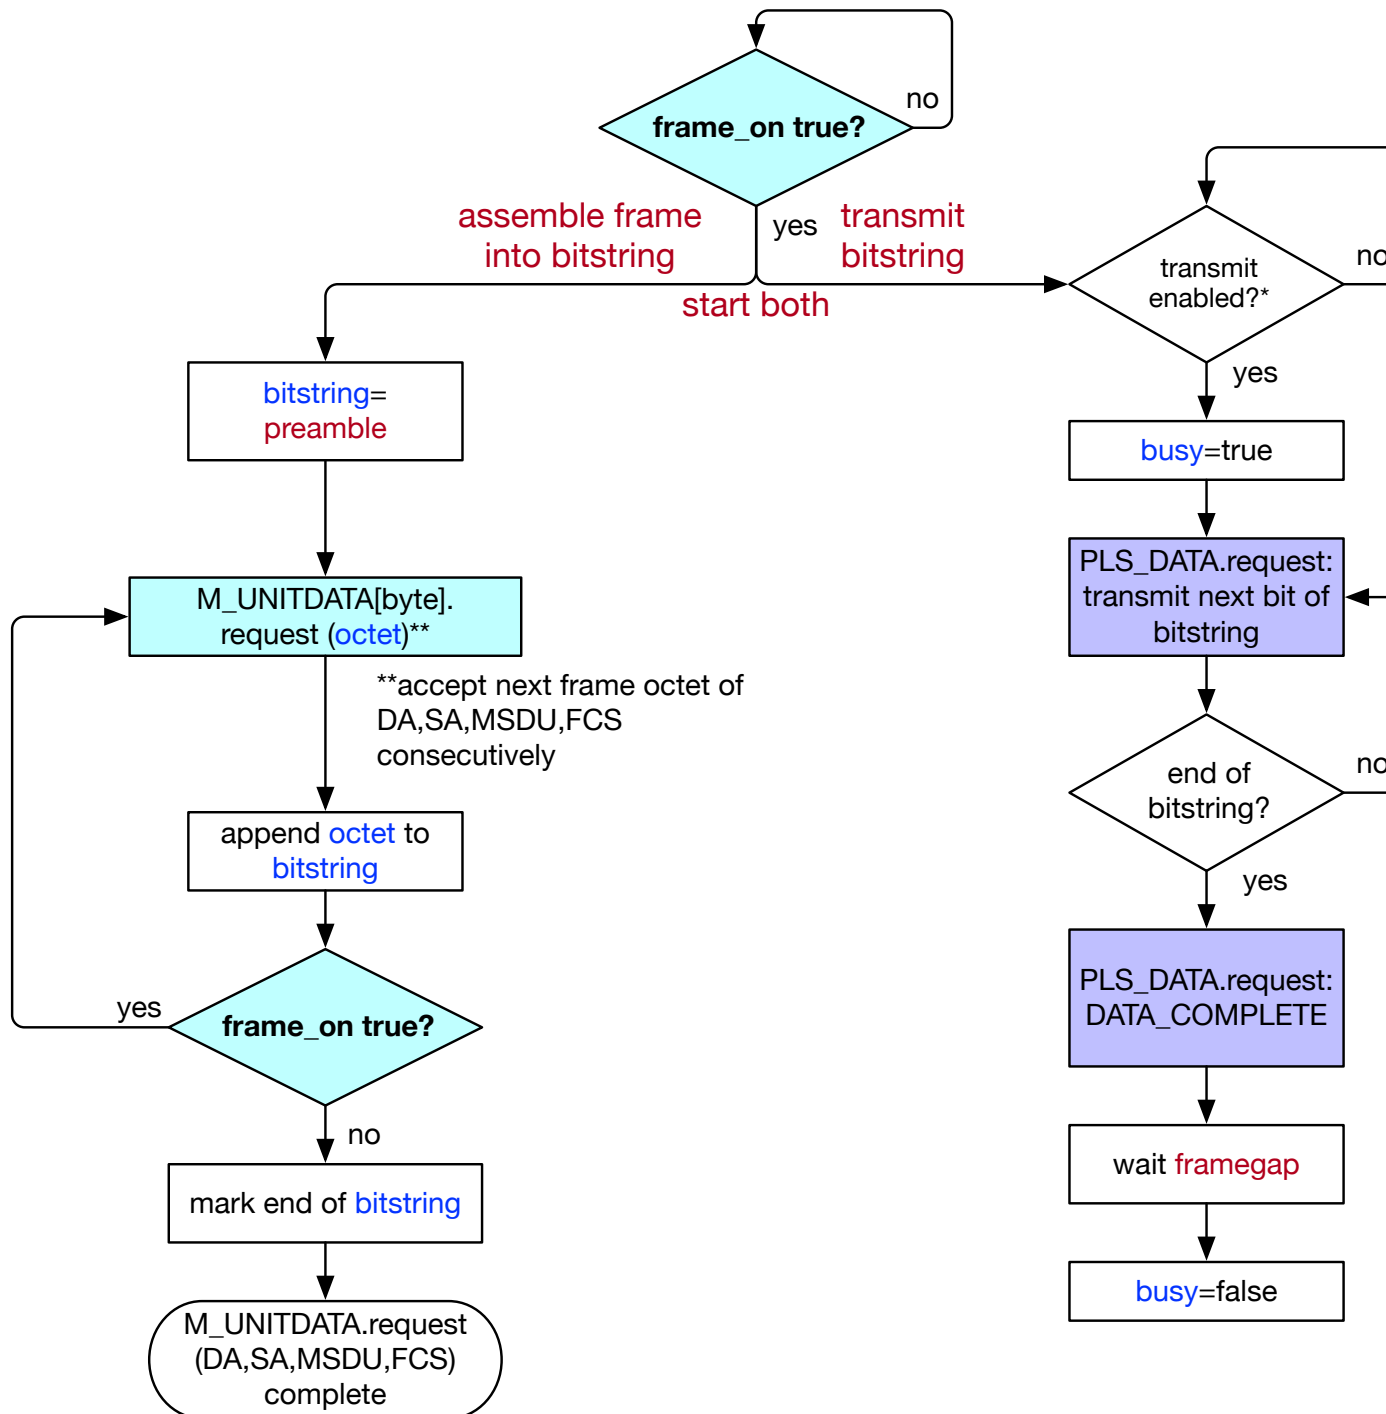 frame_on true?
no
assemble frame
into bitstring
yes
transmit
bitstring
start both
transmit
enabled?*
no
yes
bitstring=
preamble
busy=true
M_UNITDATA[byte].
request (octet)**
PLS_DATA.request:
transmit next bit of
bitstring
**accept next frame octet of
DA,SA,MSDU,FCS
consecutively
end of
bitstring?
no
yes
append octet to
bitstring
frame_on true?
yes
no
PLS_DATA.request:
DATA_COMPLETE
wait framegap
mark end of bitstring
busy=false
M_UNITDATA.request
(DA,SA,MSDU,FCS)
complete